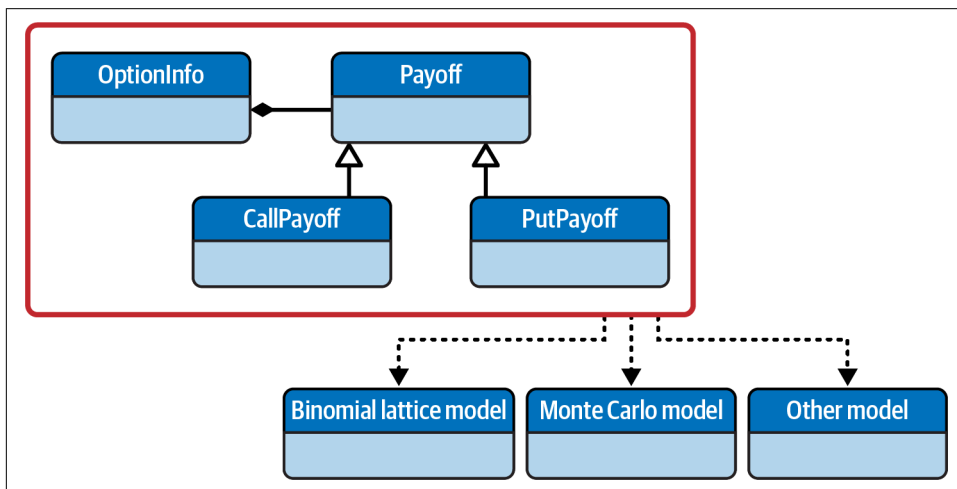 OptionInfo
Payoff
CallPayoff
PutPayoff
Binomial lattice model
Monte Carlo model
Other model